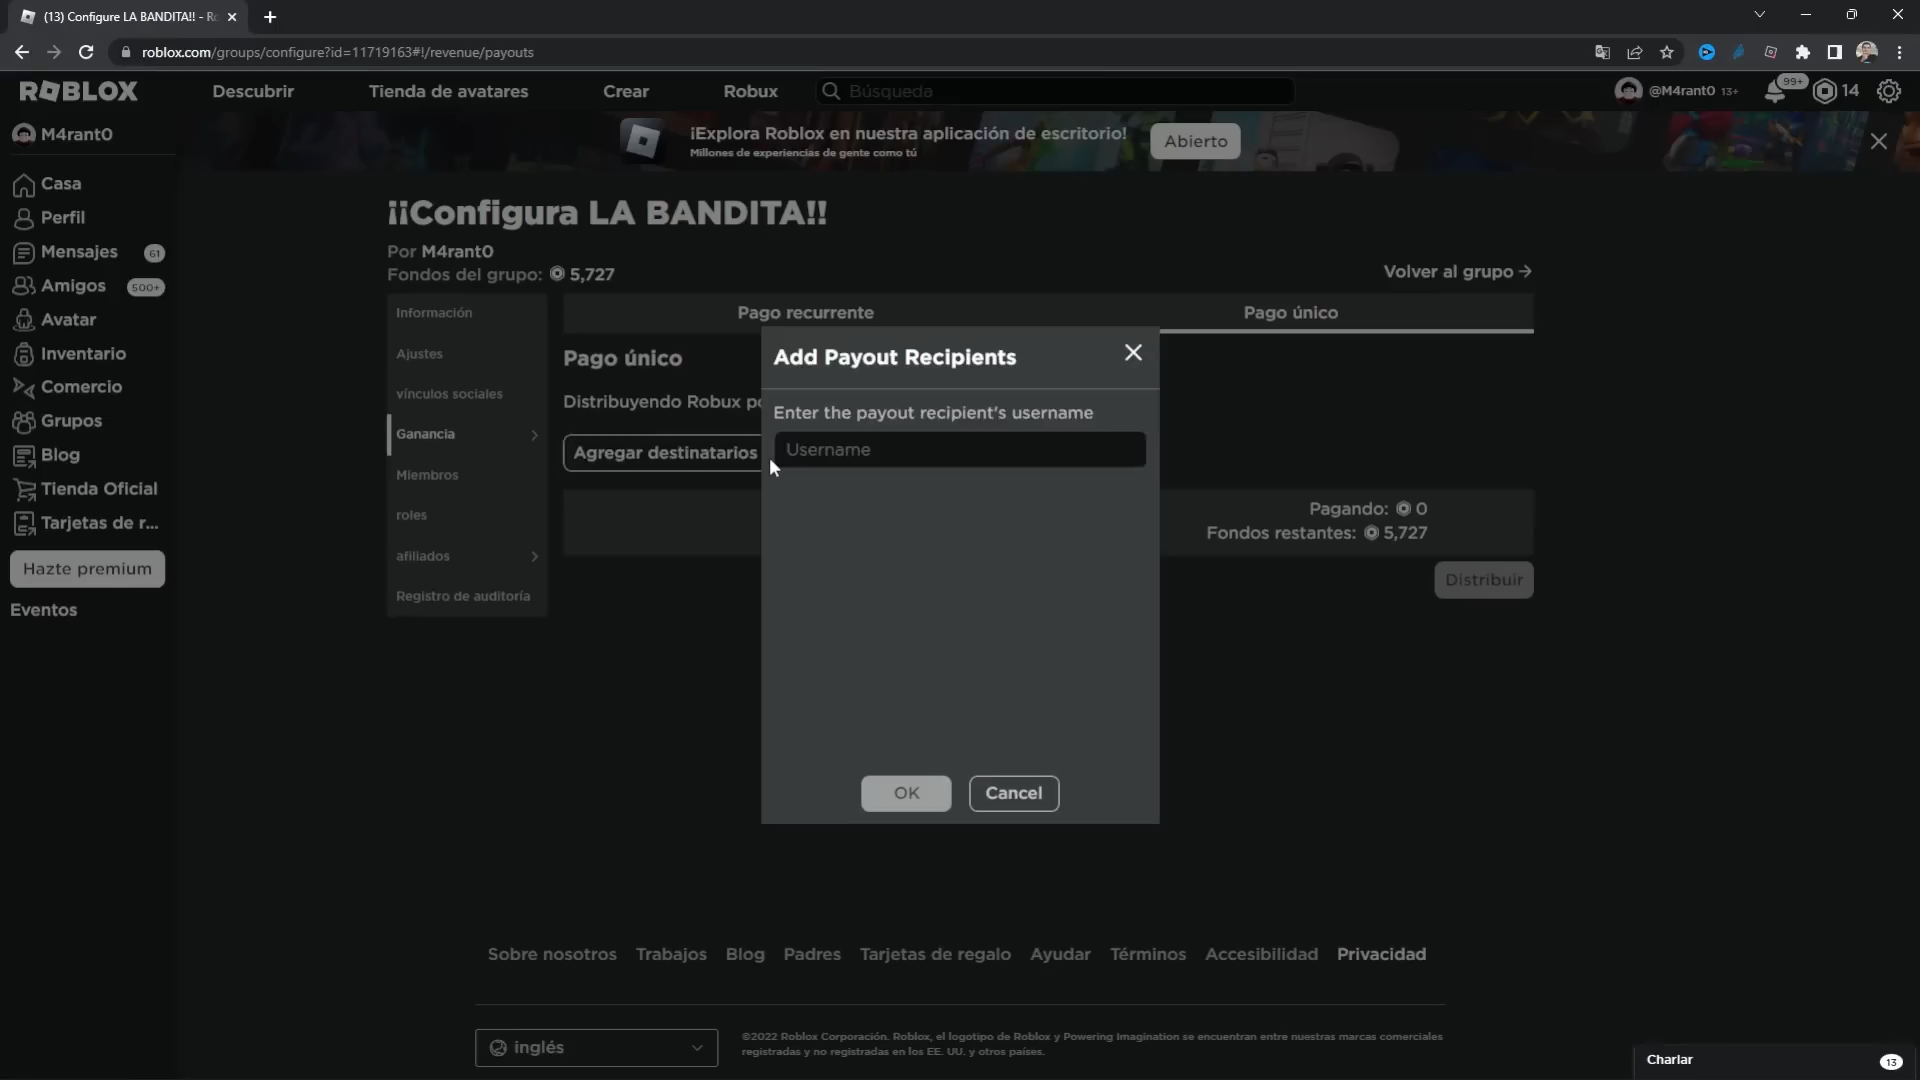 (13) Configure LA BANDITA!! - Ro
roblox.com/groups/configure?id=11719163#!/revenue/payouts
ROBLOX
Descubrir
Tienda de avatares
Crear
Robux
Búsqueda
@M4rant0 13+
99+
14
M4rant0
¡Explora Roblox en nuestra aplicación de escritorio!
Millones de experiencias de gente como tú
Abierto
Casa
Perfil
Mensajes 61
Amigos 500+
Avatar
Inventario
Comercio
Grupos
Blog
Tienda Oficial
Tarjetas de r...
Hazte premium
Eventos
¡¡Configura LA BANDITA!!
Por M4rant0
Fondos del grupo: 5,727
Volver al grupo
Información
Ajustes
vínculos sociales
Ganancia
Miembros
roles
afiliados
Registro de auditoría
Pago recurrente
Pago único
Pago único
Distribuyendo Robux
Agregar destinatarios
Add Payout Recipients
Enter the payout recipient's username
Username
OK
Cancel
Pagando: 0
Fondos restantes: 5,727
Distribuir
Sobre nosotros Trabajos Blog Padres Tarjetas de regalo Ayudar Términos Accesibilidad Privacidad
inglés
©2022 Roblox Corporación. Roblox, el logotipo de Roblox y Powering Imagination se encuentran entre nuestras marcas comerciales
registradas y no registradas en los EE. UU. y otros países.
Charlar 13